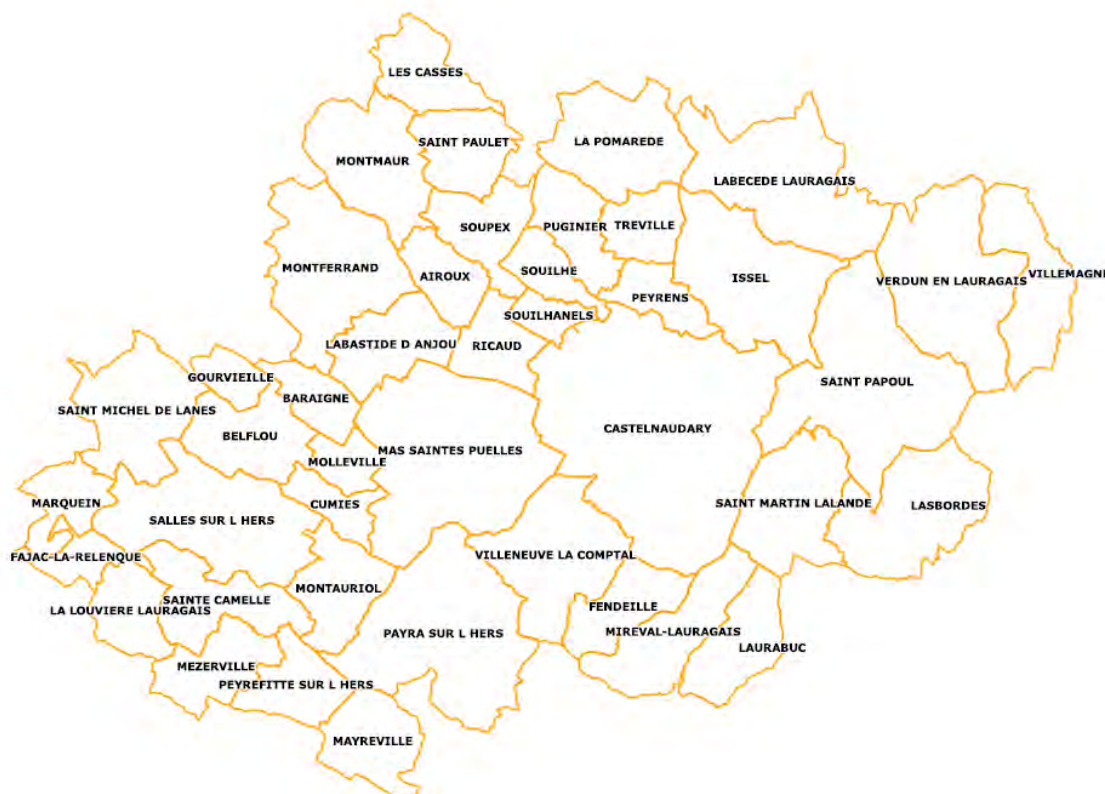 LES CASSES
SAINT PAULET
LA POMAREDE
MONTMAUR
LABECEDE LAURAGAIS
SOUPEX
PUGINIER
TREVILLE
MONTFERRAND
AIROUX
SOUILHE
ISSEL
VERDUN EN LAURAGAIS
VILLEMAGNE
PEYRENS
SOUILHANELS
LABASTIDE D ANJOU
RICAUD
GOURVIEILLE
SAINT PAPOUL
BARAIGNE
SAINT MICHEL DE LANES
CASTELNAUDARY
BELFLOU
MAS SAINTES PUELLES
MOLLEVILLE
MARQUEIN
CUMIES
SAINT MARTIN LALANDE
LASBORDES
SALLES SUR L HERS
FAJAC-LA-RELENQUE
VILLENEUVE LA COMPTAL
MONTAURIOL
SAINTE CAMELLE
LA LOUVIERE LAURAGAIS
FENDEILLE
PAYRA SUR L HERS
MIREVAL-LAURAGAIS
LAURABUC
MEZERVILLE
PEYREFITTE SUR L HERS
MAYREVILLE